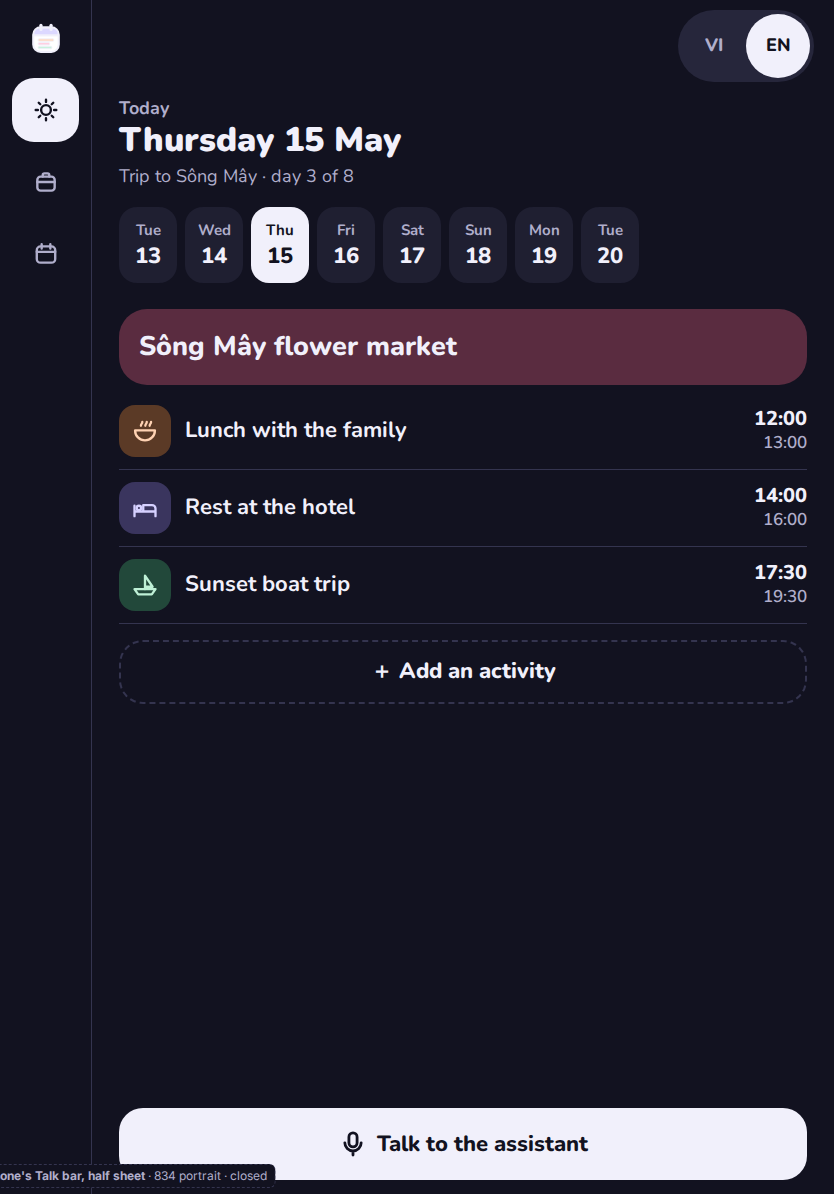 VI EN
Today
Thursday 15 May
Trip to Sông Mây · day 3 of 8
Tue Wed Thu Fri Sat Sun Mon Tue
13 14 15 16 17 18 19 20
Sông Mây flower market
Lunch with the family 12:00
13:00
Rest at the hotel 14:00
16:00
Sunset boat trip 17:30
19:30
+ Add an activity
Talk to the assistant
one's Talk bar, half sheet · 834 portrait · closed